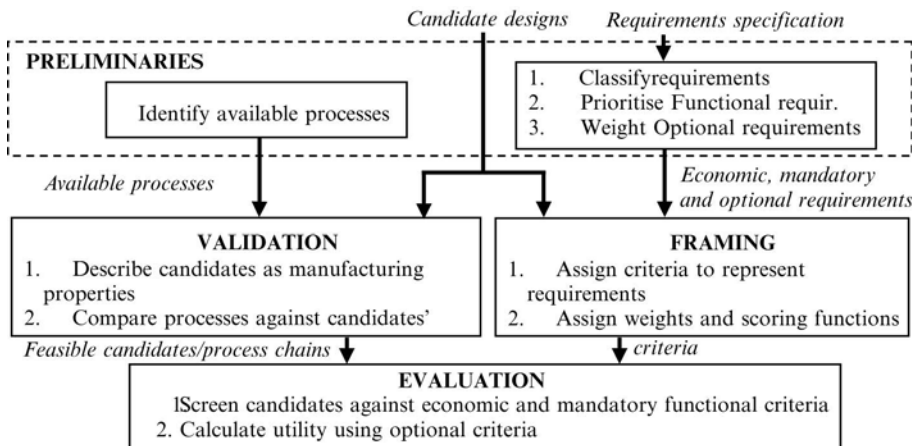 Candidate designs
Requirements specification
PRELIMINARIES
Identify available processes
1. Classifyrequirements
2. Prioritise Functional requir.
3. Weight Optional requirements
Available processes
Economic, mandatory
and optional requirements
VALIDATION
1. Describe candidates as manufacturing
properties
2. Compare processes against candidates’
FRAMING
1. Assign criteria to represent
requirements
2. Assign weights and scoring functions
Feasible candidates/process chains
criteria
EVALUATION
1Screen candidates against economic and mandatory functional criteria
2. Calculate utility using optional criteria